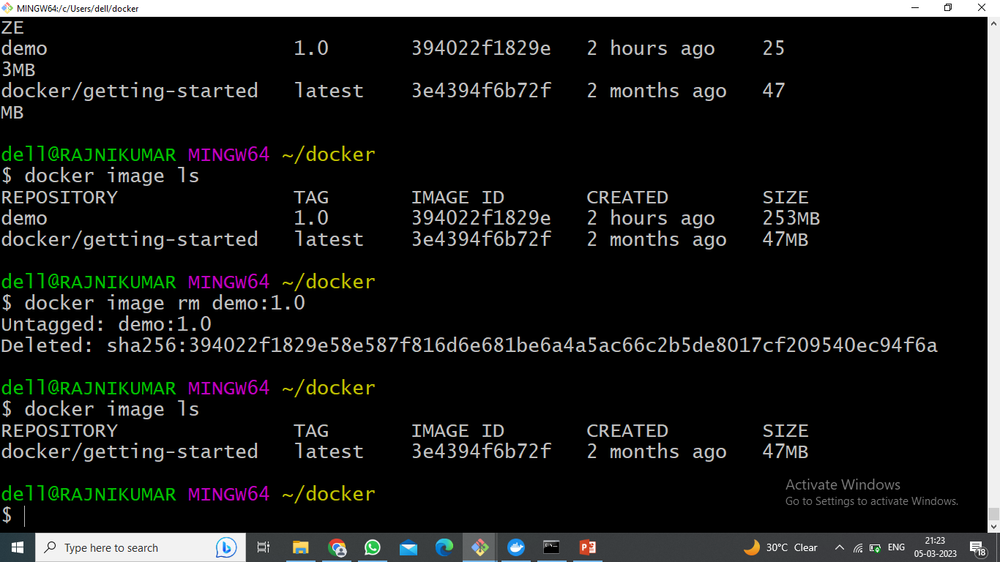 MINGW64:/c/Users/dell/docker
ZE
demo 1.0 394022f1829e 2 hours ago 25
3MB
docker/getting-started latest 3e4394f6b72f 2 months ago 47
MB
dell@RAJNIKUMAR MINGW64 ~/docker
$ docker image ls
REPOSITORY TAG IMAGE ID CREATED SIZE
demo 1.0 394022f1829e 2 hours ago 253MB
docker/getting-started latest 3e4394f6b72f 2 months ago 47MB
dell@RAJNIKUMAR MINGW64 ~/docker
$ docker image rm demo:1.0
Untagged: demo:1.0
Deleted: sha256:394022f1829e58e587f816d6e681be6a4a5ac66c2b5de8017cf209540ec94f6a
dell@RAJNIKUMAR MINGW64 ~/docker
$ docker image ls
REPOSITORY TAG IMAGE ID CREATED SIZE
docker/getting-started latest 3e4394f6b72f 2 months ago 47MB
dell@RAJNIKUMAR MINGW64 ~/docker
$
Activate Windows
Go to Settings to activate Windows.
Type here to search
30°C Clear
ENG
21:23
05-03-2023
18